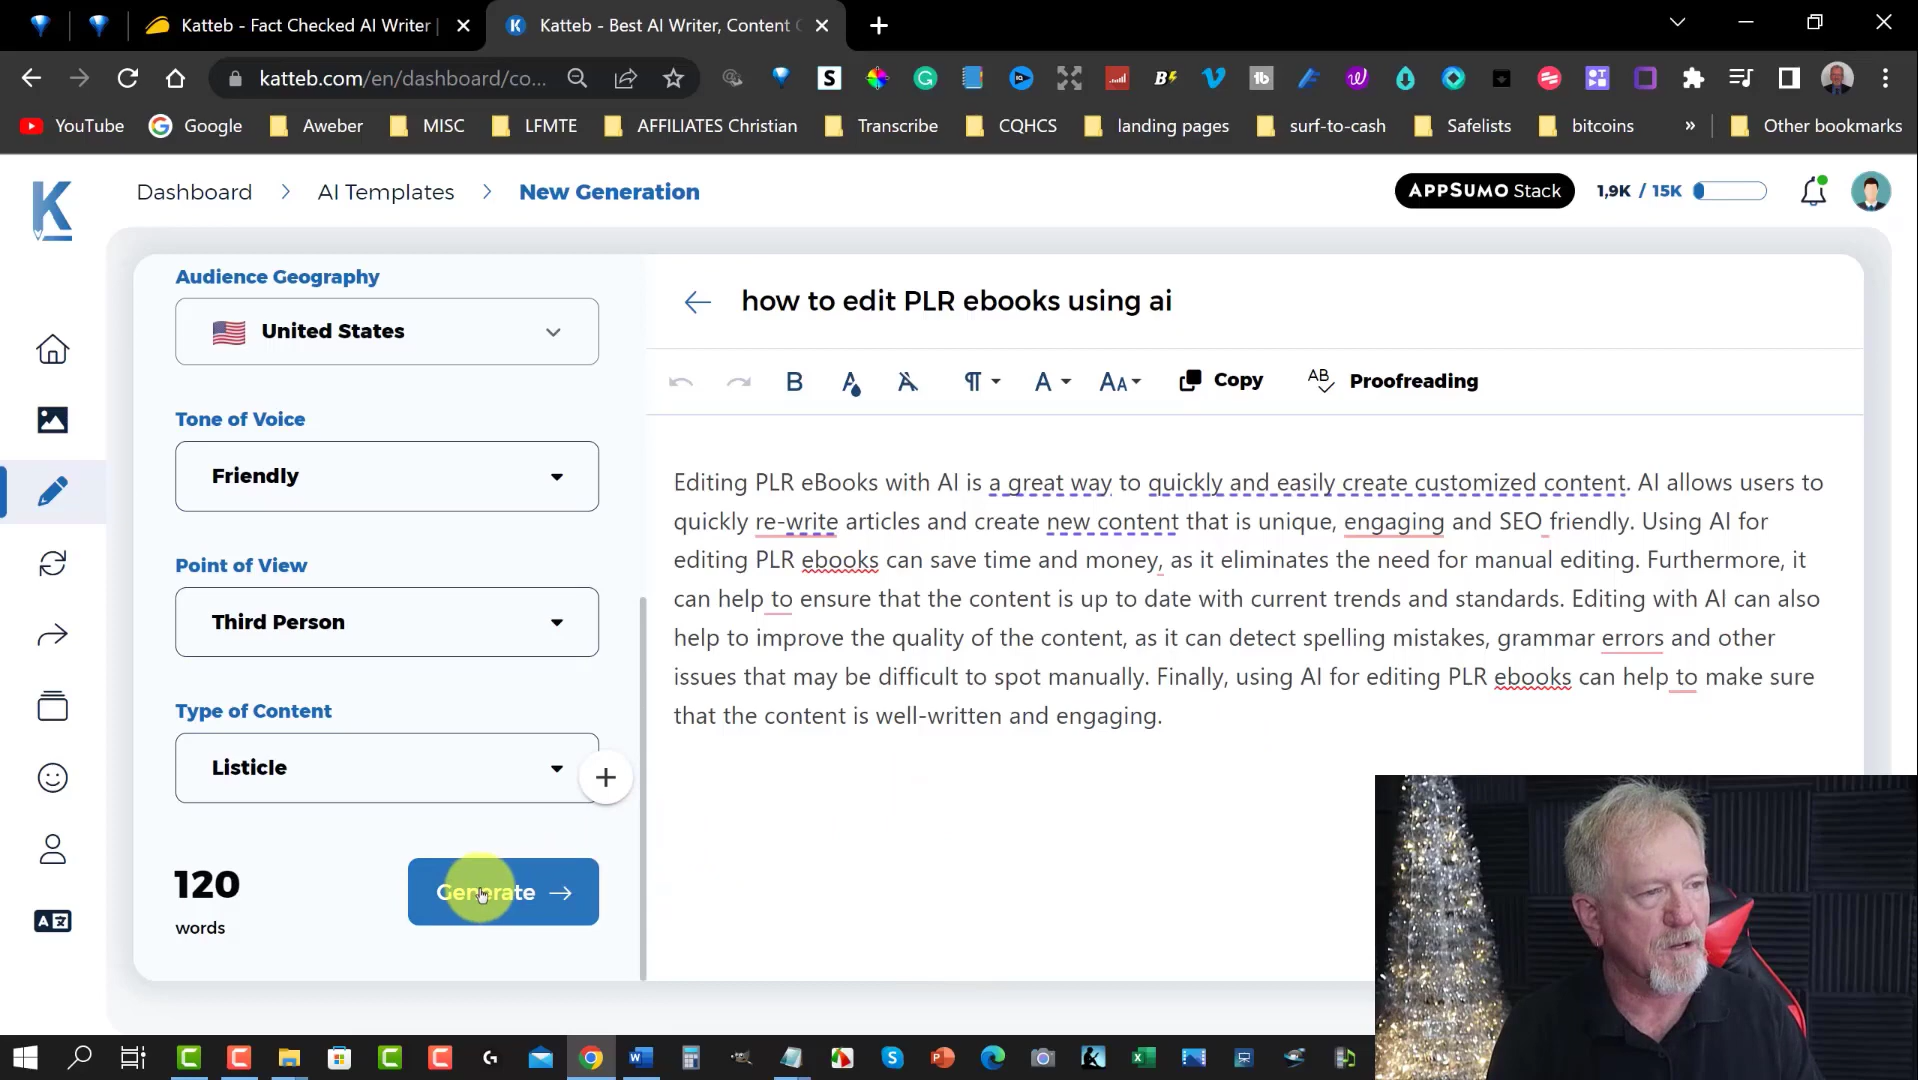 Katteb - Fact Checked AI Writer |
Katteb - Best AI Writer, Content
katteb.com/en/dashboard/co...
YouTube
Google
Aweber
MISC
LFMTE
AFFILIATES Christian
Transcribe
CQHCS
landing pages
surf-to-cash
Safelists
bitcoins
»
Other bookmarks
Dashboard > AI Templates > New Generation
APPSUMO Stack
1,9K / 15K
Audience Geography
United States
Tone of Voice
Friendly
Point of View
Third Person
Type of Content
Listicle
120
words
Generate
how to edit PLR ebooks using ai
Copy
Proofreading
Editing PLR eBooks with AI is a great way to quickly and easily create customized content. AI allows users to
quickly re-write articles and create new content that is unique, engaging and SEO friendly. Using AI for
editing PLR ebooks can save time and money, as it eliminates the need for manual editing. Furthermore, it
can help to ensure that the content is up to date with current trends and standards. Editing with AI can also
help to improve the quality of the content, as it can detect spelling mistakes, grammar errors and other
issues that may be difficult to spot manually. Finally, using AI for editing PLR ebooks can help to make sure
that the content is well-written and engaging.